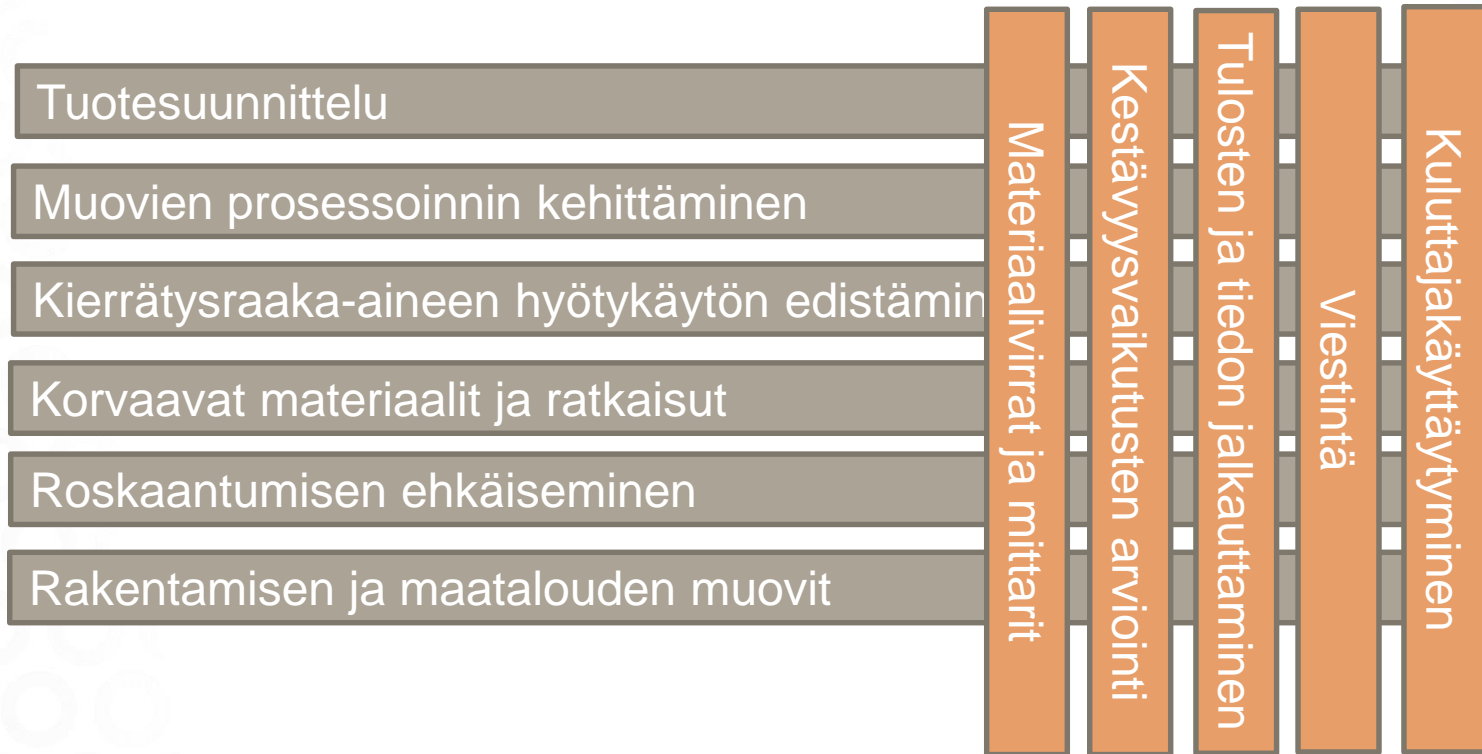 Tuotesuunnittelu
Muovien prosessoinnin kehittäminen
Kierrätysraaka-aineen hyötykäytön edistämin
Korvaavat materiaalit ja ratkaisut
Roskaantumisen ehkäiseminen
Rakentamisen ja maatalouden muovit
Materiaalivirrat ja mittarit
Kestävyysvaikutusten arviointi
Tulosten ja tiedon jalkauttaminen
Viestintä
Kuluttajakäyttäytyminen